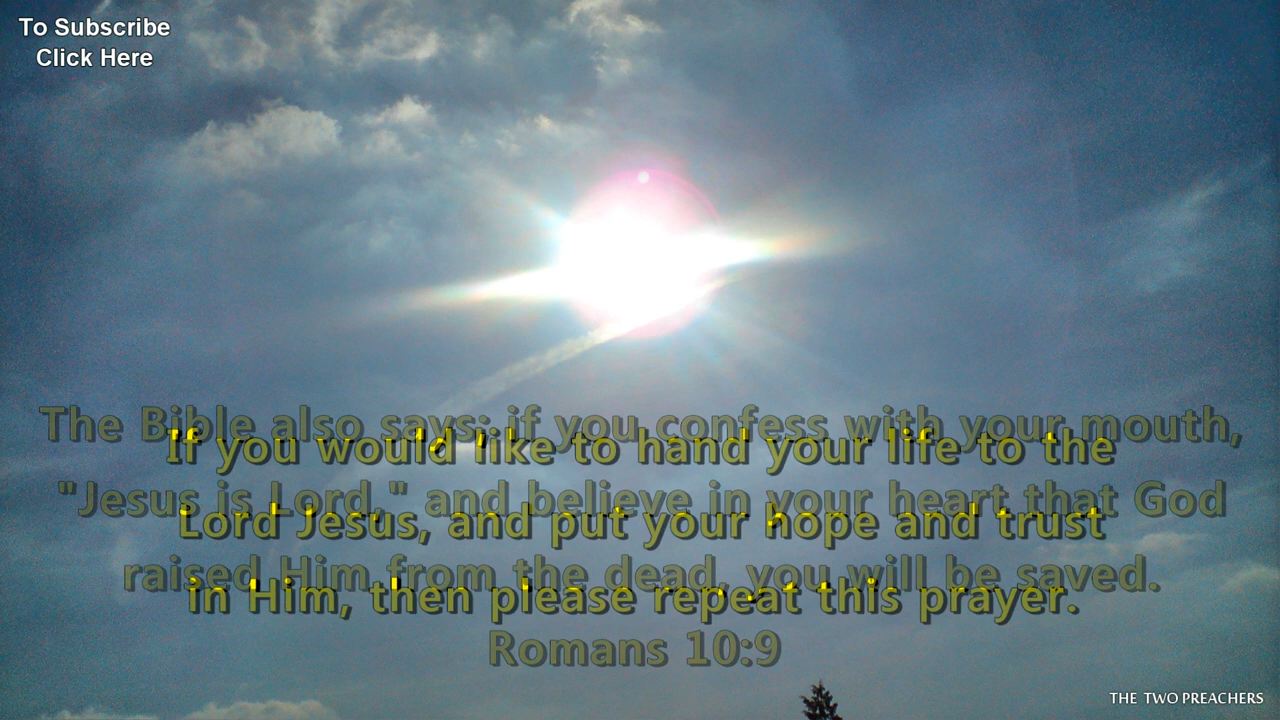 To Subscribe
Click Here
The Bible also says; if you confess with your mouth,
"Jesus is Lord," and believe in your heart that God
raised Him from the dead, you will be saved.
Romans 10:9
If you would like to hand your life to the
Lord Jesus, and put your hope and trust
in Him, then please repeat this prayer.
THE TWO PREACHERS